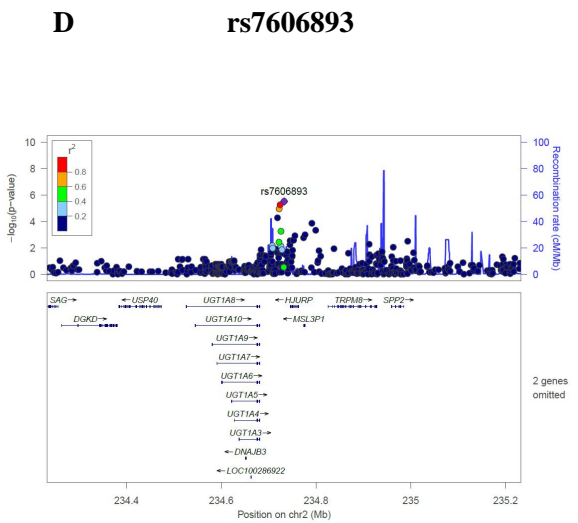 D rs7606893
10 100
r²
0.8
0.6
0.4
0.2
rs7606893
8 80
6 60
4 40
2 20
0 0
−log₁₀(p−value)
Recombination rate (cM/Mb)
SAG→ ←USP40 UGT1A8→ ←HJURP TRPM8→ SPP2→
DGKD→ UGT1A10→ ←MSL3P1
UGT1A9→
UGT1A7→
UGT1A6→
UGT1A5→
UGT1A4→
UGT1A3→
←DNAJB3
←LOC100286922
2 genes
omitted
234.4 234.6 234.8 235 235.2
Position on chr2 (Mb)